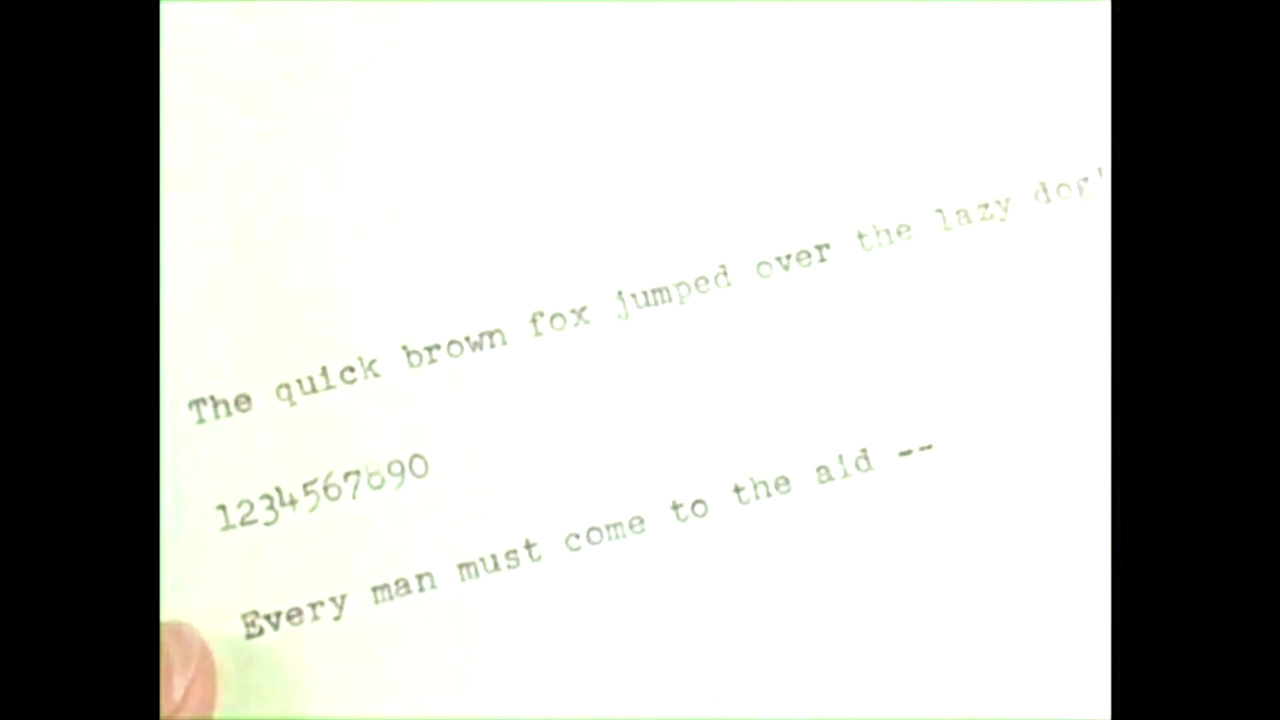 The quick brown fox jumped over the lazy dog'
1234567890
Every man must come to the aid --